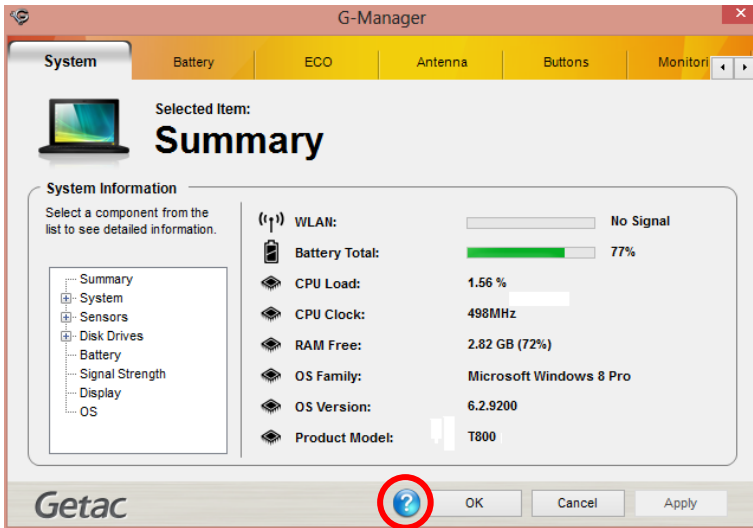 G-Manager
System Battery ECO Antenna Buttons Monitori
Selected Item:
Summary
System Information
Select a component from the
list to see detailed information.
Summary
System
Sensors
Disk Drives
Battery
Signal Strength
Display
OS
WLAN: No Signal
Battery Total: 77%
CPU Load: 1.56 %
CPU Clock: 498MHz
RAM Free: 2.82 GB (72%)
OS Family: Microsoft Windows 8 Pro
OS Version: 6.2.9200
Product Model: T800
Getac ? OK Cancel Apply